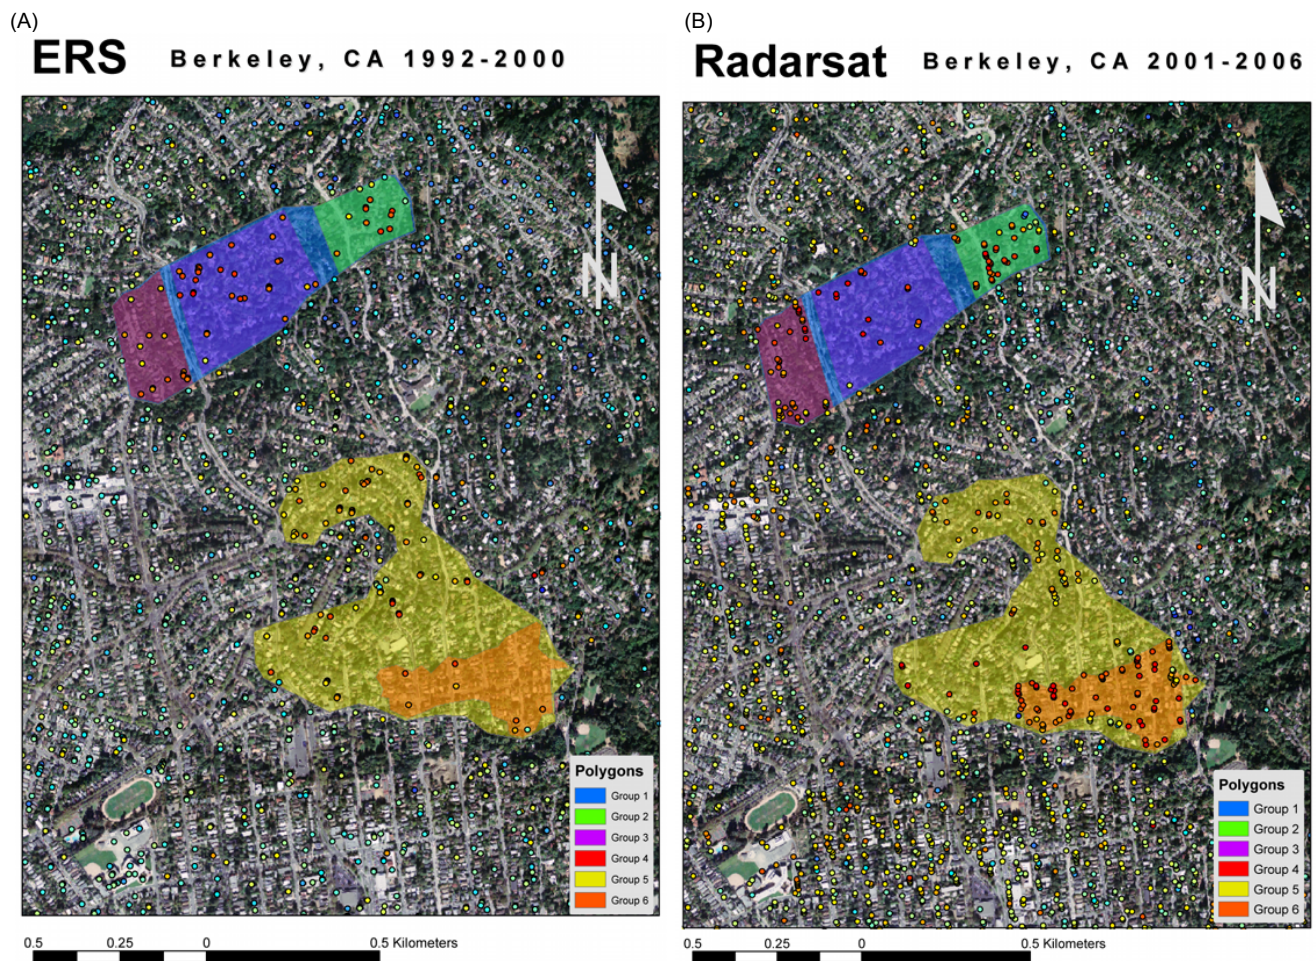 (A)
ERS Berkeley, CA 1992-2000
N
Polygons
Group 1
Group 2
Group 3
Group 4
Group 5
Group 6
0.5 0.25 0 0.5 Kilometers
(B)
Radarsat Berkeley, CA 2001-2006
N
Polygons
Group 1
Group 2
Group 3
Group 4
Group 5
Group 6
0.5 0.25 0 0.5 Kilometers